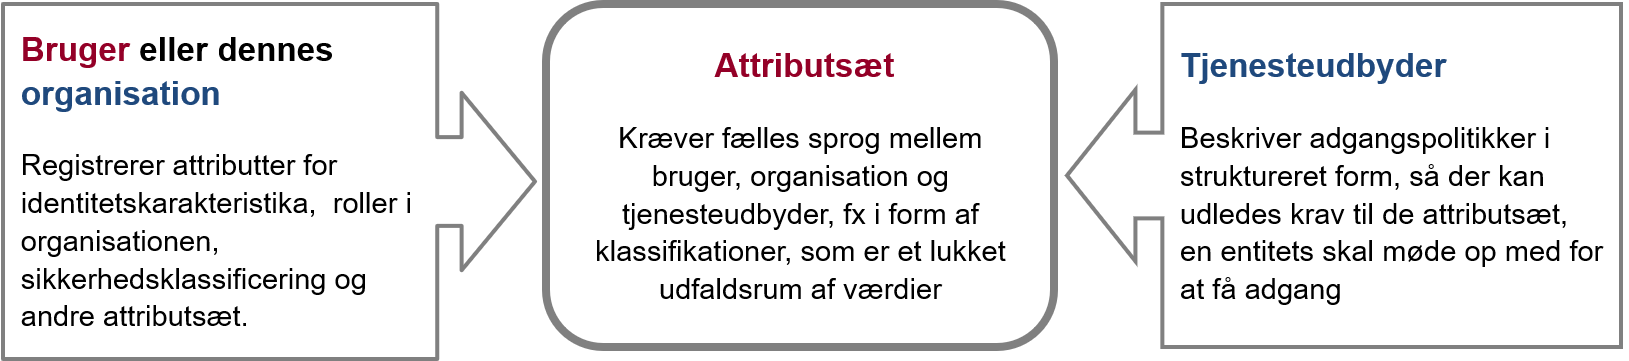 Bruger eller dennes
organisation
Registrerer attributter for
identitetskarakteristika,  roller i
organisationen,
sikkerhedsklassificering og
andre attributsæt.
Attributsæt
Kræver fælles sprog mellem
bruger, organisation og
tjenesteudbyder, fx i form af
klassifikationer, som er et lukket
udfaldsrum af værdier
Tjenesteudbyder
Beskriver adgangspolitikker i
struktureret form, så der kan
udledes krav til de attributsæt,
en entitets skal møde op med for
at få adgang